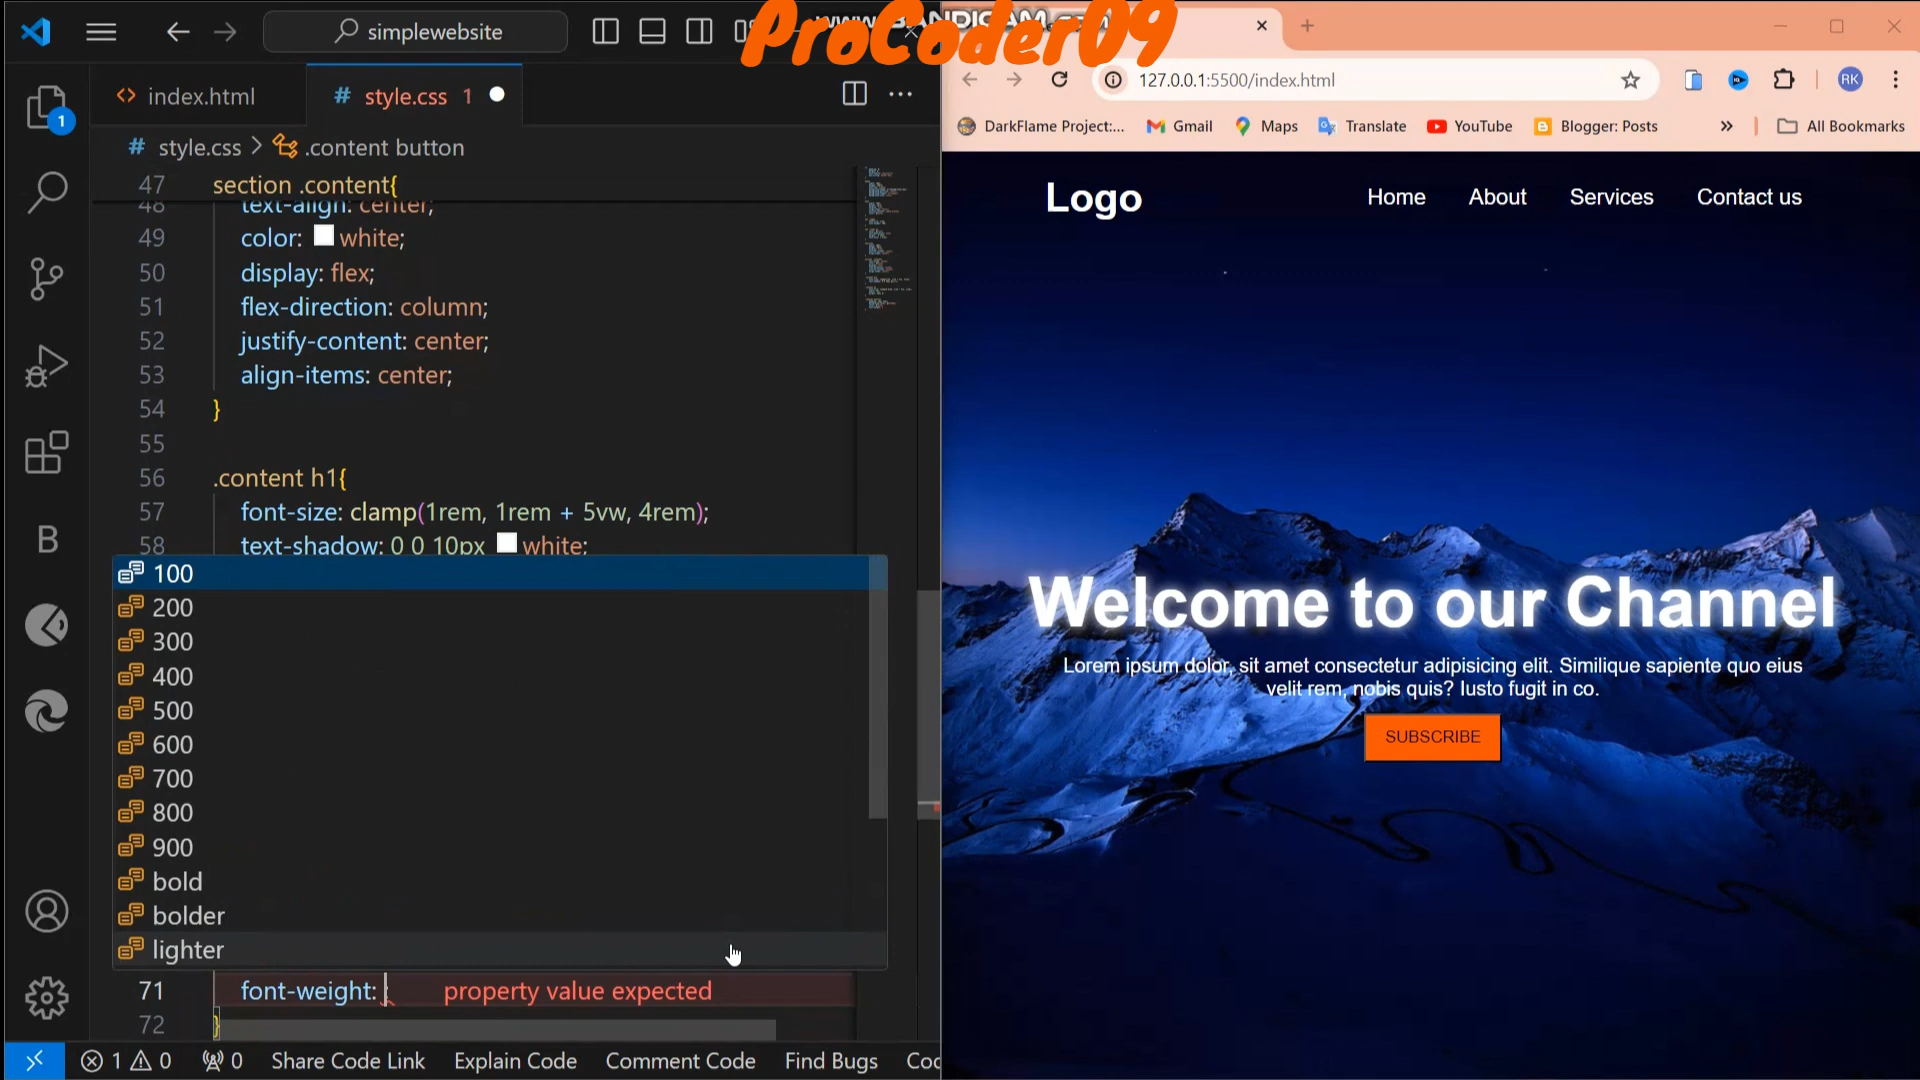 simplewebsite
ProCoder09
index.html
# style.css 1
127.0.0.1:5500/index.html
RK
DarkFlame Project:...
Gmail
Maps
Translate
YouTube
Blogger: Posts
»
All Bookmarks
# style.css > .content button
47 section .content{
48 text-align: center;
49 color: white;
50 display: flex;
51 flex-direction: column;
52 justify-content: center;
53 align-items: center;
54 }
55
56 .content h1{
57 font-size: clamp(1rem, 1rem + 5vw, 4rem);
58 text-shadow: 0 0 10px white;
100
200
300
400
500
600
700
800
900
bold
bolder
lighter
71 font-weight: ; property value expected
72 }
1
B
1 0 0 Share Code Link Explain Code Comment Code Find Bugs
Logo
Home About Services Contact us
Welcome to our Channel
Lorem ipsum dolor, sit amet consectetur adipisicing elit. Similique sapiente quo eius
velit rem, nobis quis? Iusto fugit in co.
SUBSCRIBE